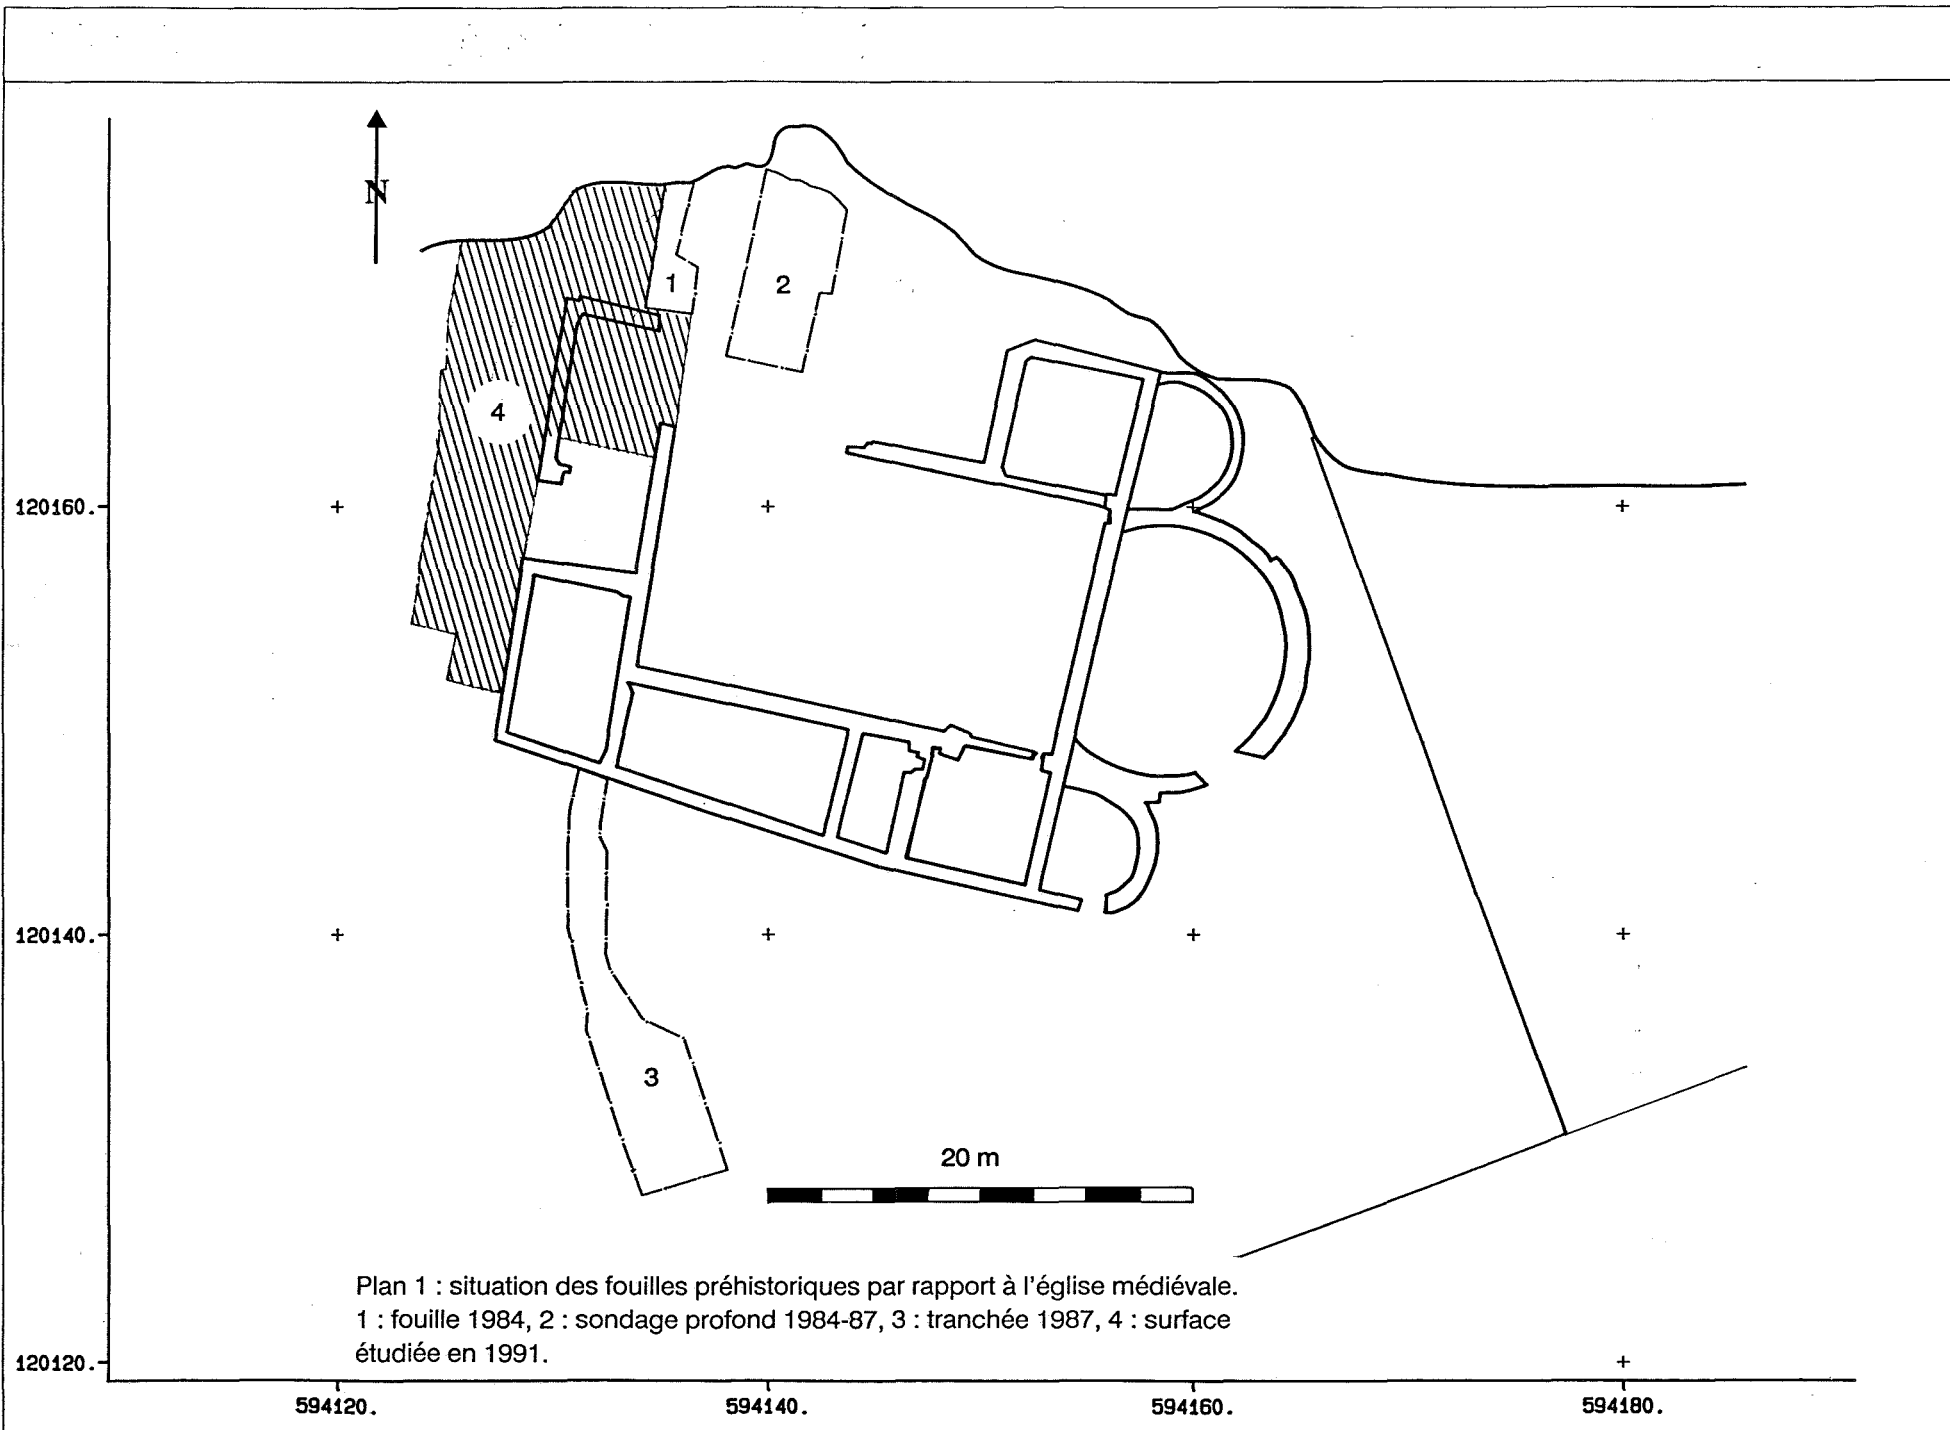 N
1
2
4
120160.
120140.
3
20 m
Plan 1 : situation des fouilles préhistoriques par rapport à l'église médiévale.
1 : fouille 1984, 2 : sondage profond 1984-87, 3 : tranchée 1987, 4 : surface
étudiée en 1991.
120120.
594120. 594140. 594160. 594180.